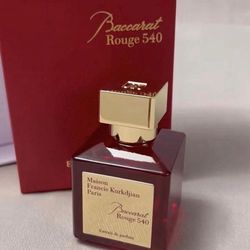 Baccarat
Rouge 540
E
Maison
Francis Kurkdjian
Paris
Baccarat
Rouge 540
Extrait de parfum